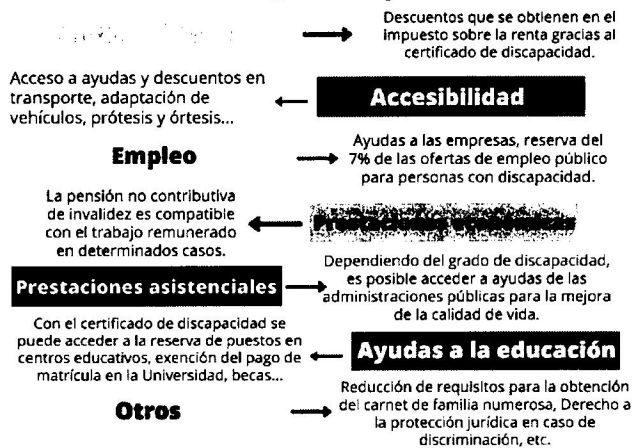 Descuentos que se obtienen en el
impuesto sobre la renta gracias al
certificado de discapacidad.
Acceso a ayudas y descuentos en
transporte, adaptación de
vehículos, prótesis y órtesis...
Accesibilidad
Empleo
Ayudas a las empresas, reserva del
7% de las ofertas de empleo público
para personas con discapacidad.
La pensión no contributiva
de invalidez es compatible
con el trabajo remunerado
en determinados casos.
Prestaciones económicas
Prestaciones asistenciales
Dependiendo del grado de discapacidad,
es posible acceder a ayudas de las
administraciones públicas para la mejora
de la calidad de vida.
Con el certificado de discapacidad se
puede acceder a la reserva de puestos en
centros educativos, exención del pago de
matrícula en la Universidad, becas...
Ayudas a la educación
Otros
Reducción de requisitos para la obtención
del carnet de familia numerosa, Derecho a
la protección jurídica en caso de
discriminación, etc.